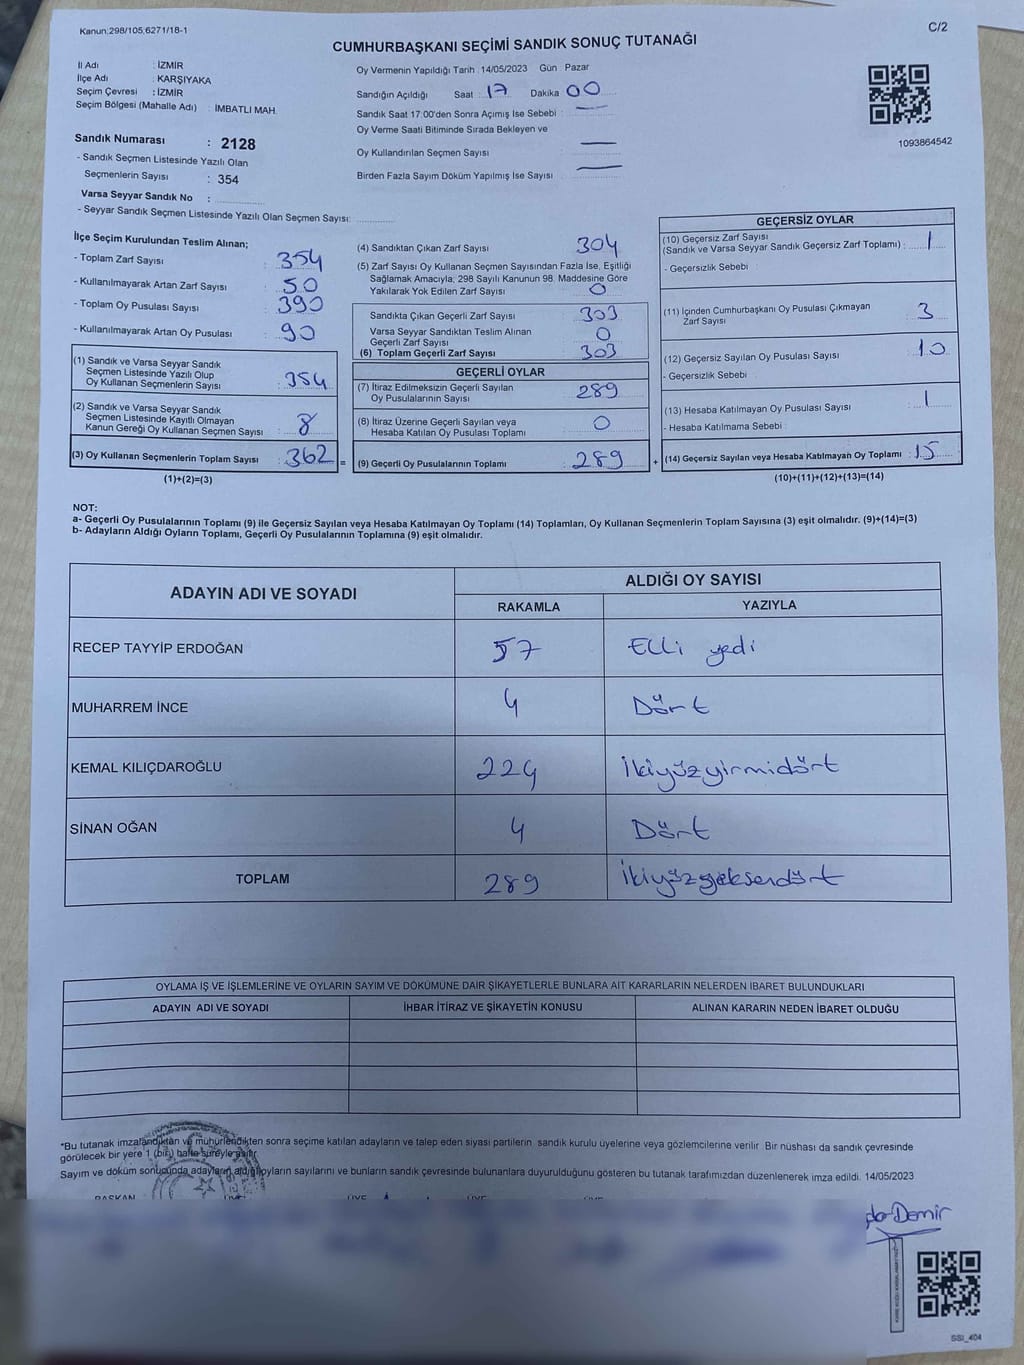 Kanun:298/105,6271/18-1
C/2
CUMHURBAŞKANI SEÇİMİ SANDIK SONUÇ TUTANAĞI
İl Adı : İZMİR
İlçe Adı : KARŞIYAKA
Seçim Çevresi : İZMİR
Seçim Bölgesi (Mahalle Adı) : İMBATLI MAH.
Sandık Numarası : 2128
- Sandık Seçmen Listesinde Yazılı Olan
Seçmenlerin Sayısı : 354
Varsa Seyyar Sandık No :
- Seyyar Sandık Seçmen Listesinde Yazılı Olan Seçmen Sayısı:
Oy Vermenin Yapıldığı Tarih :14/05/2023 Gün Pazar
Sandığın Açıldığı Saat : 17 Dakika 00
Sandık Saat 17:00'den Sonra Açımış İse Sebebi : —
Oy Verme Saati Bitiminde Sırada Bekleyen ve
Oy Kullandırılan Seçmen Sayısı —
Birden Fazla Sayım Döküm Yapılmış İse Sayısı : —
1093864542
İlçe Seçim Kurulundan Teslim Alınan;
- Toplam Zarf Sayısı : 354
- Kullanılmayarak Artan Zarf Sayısı : 50
- Toplam Oy Pusulası Sayısı : 390
- Kullanılmayarak Artan Oy Pusulası : 90
(1) Sandık ve Varsa Seyyar Sandık
Seçmen Listesinde Yazılı Olup
Oy Kullanan Seçmenlerin Sayısı : 354
(2) Sandık ve Varsa Seyyar Sandık
Seçmen Listesinde Kayıtlı Olmayan
Kanun Gereği Oy Kullanan Seçmen Sayısı : 8
(3) Oy Kullanan Seçmenlerin Toplam Sayısı : 362 =
(1)+(2)=(3)
(4) Sandıktan Çıkan Zarf Sayısı 304
(5) Zarf Sayısı Oy Kullanan Seçmen Sayısından Fazla İse, Eşitliği
Sağlamak Amacıyla, 298 Sayılı Kanunun 98. Maddesine Göre
Yakılarak Yok Edilen Zarf Sayısı : 0
Sandıkta Çıkan Geçerli Zarf Sayısı : 303
Varsa Seyyar Sandıktan Teslim Alınan
Geçerli Zarf Sayısı : 0
(6) Toplam Geçerli Zarf Sayısı : 303
GEÇERLİ OYLAR
(7) İtiraz Edilmeksizin Geçerli Sayılan
Oy Pusulalarının Sayısı : 289
(8) İtiraz Üzerine Geçerli Sayılan veya
Hesaba Katılan Oy Pusulası Toplamı : 0
(9) Geçerli Oy Pusulalarının Toplamı : 289 +
GEÇERSİZ OYLAR
(10) Geçersiz Zarf Sayısı
(Sandık ve Varsa Seyyar Sandık Geçersiz Zarf Toplamı) : 1
- Geçersizlik Sebebi :
(11) İçinden Cumhurbaşkanı Oy Pusulası Çıkmayan
Zarf Sayısı : 3
(12) Geçersiz Sayılan Oy Pusulası Sayısı : 10
- Geçersizlik Sebebi :
(13) Hesaba Katılmayan Oy Pusulası Sayısı : 1
- Hesaba Katılmama Sebebi :
(14) Geçersiz Sayılan veya Hesaba Katılmayan Oy Toplamı : 15
(10)+(11)+(12)+(13)=(14)
NOT:
a- Geçerli Oy Pusulalarının Toplamı (9) ile Geçersiz Sayılan veya Hesaba Katılmayan Oy Toplamı (14) Toplamları, Oy Kullanan Seçmenlerin Toplam Sayısına (3) eşit olmalıdır. (9)+(14)=(3)
b- Adayların Aldığı Oyların Toplamı, Geçerli Oy Pusulalarının Toplamına (9) eşit olmalıdır.
ADAYIN ADI VE SOYADI
ALDIĞI OY SAYISI
RAKAMLA YAZIYLA
RECEP TAYYİP ERDOĞAN 57 Elli yedi
MUHARREM İNCE 4 Dört
KEMAL KILIÇDAROĞLU 224 İkiyüzyirmidört
SİNAN OĞAN 4 Dört
TOPLAM 289 İkiyüzseksendört
OYLAMA İŞ VE İŞLEMLERİNE VE OYLARIN SAYIM VE DÖKÜMÜNE DAİR ŞİKAYETLERLE BUNLARA AİT KARARLARIN NELERDEN İBARET BULUNDUKLARI
ADAYIN ADI VE SOYADI İHBAR İTİRAZ VE ŞİKAYETİN KONUSU ALINAN KARARIN NEDEN İBARET OLDUĞU
*Bu tutanak imzalandıktan ve mühürlendikten sonra seçime katılan adayların ve talep eden siyasi partilerin sandık kurulu üyelerine veya gözlemcilerine verilir Bir nüshası da sandık çevresinde
görülecek bir yere 1 (bir) hafta süreyle asılır.
Sayım ve döküm sonucunda adayların aldığı oyların sayılarını ve bunların sandık çevresinde bulunanlara duyurulduğunu gösteren bu tutanak tarafımızdan düzenlenerek imza edildi. 14/05/2023
BAŞKAN ÜYE ÜYE ÜYE ÜYE
Demir
SSI_404